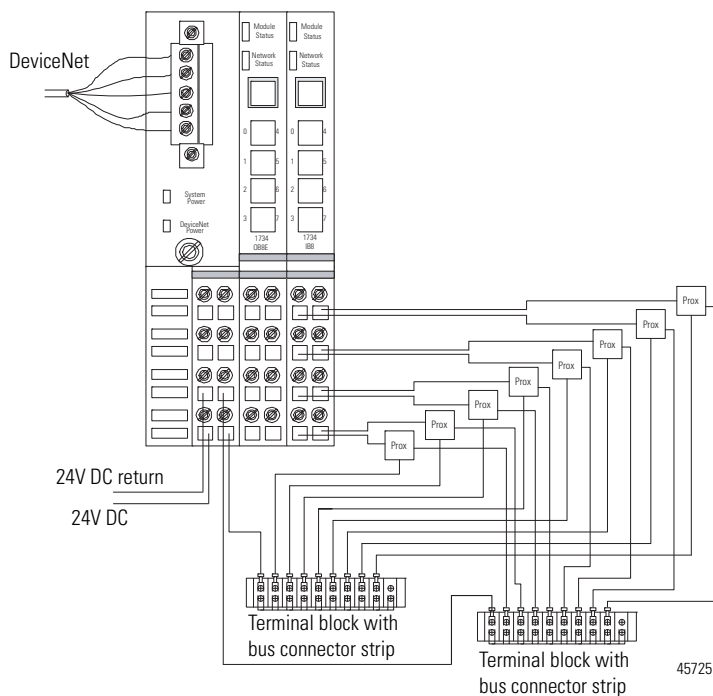 DeviceNet
Module
Status
Module
Status
Network
Status
Network
Status
0 4
0 4
1 5
1 5
2 6
2 6
3 7
3 7
System
Power
DeviceNet
Power
1734
OB8E
1734
IB8
Prox
Prox
Prox
Prox
Prox
Prox
Prox
Prox
24V DC return
24V DC
Terminal block with
bus connector strip
Terminal block with
bus connector strip
45725